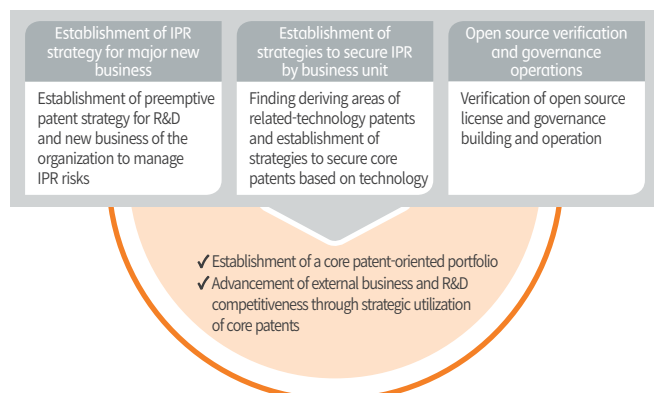 Establishment of IPR
strategy for major new
business
Establishment of preemptive
patent strategy for R&D
and new business of the
organization to manage
IPR risks
Establishment of
strategies to secure IPR
by business unit
Finding deriving areas of
related-technology patents
and establishment of
strategies to secure core
patents based on technology
Open source verification
and governance
operations
Verification of open source
license and governance
building and operation
✓ Establishment of a core patent-oriented portfolio
✓ Advancement of external business and R&D
competitiveness through strategic utilization
of core patents